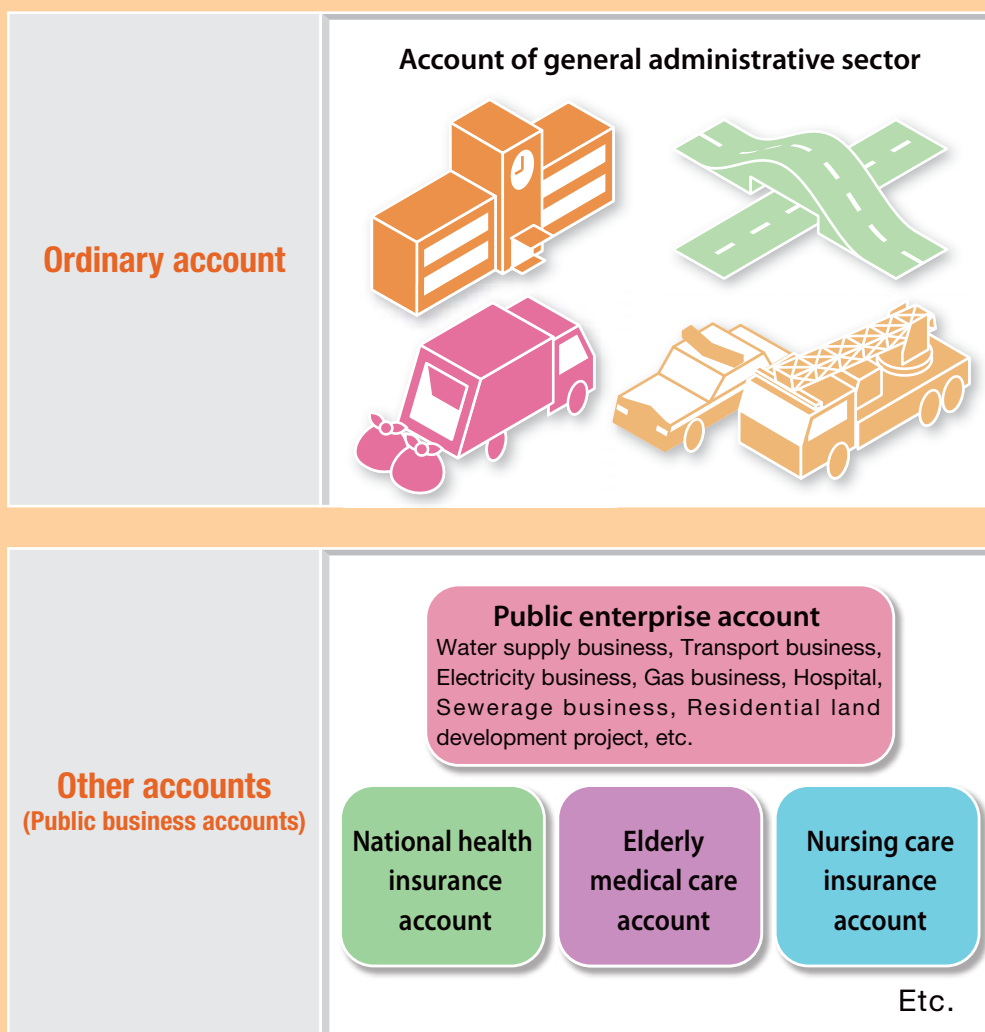 Account of general administrative sector
Ordinary account
Public enterprise account
Water supply business, Transport business,
Electricity business, Gas business, Hospital,
Sewerage business, Residential land
development project, etc.
Other accounts
(Public business accounts)
National health
insurance
account
Elderly
medical care
account
Nursing care
insurance
account
Etc.